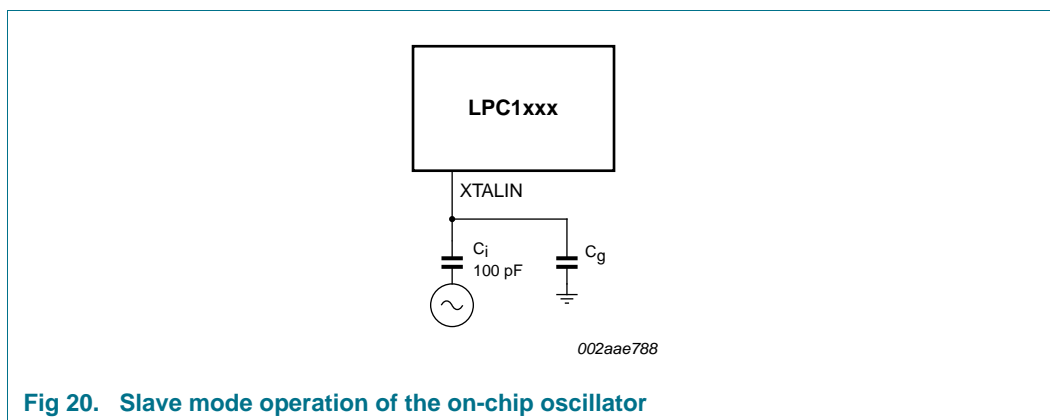 LPC1xxx
XTALIN
Ci
100 pF
Cg
002aae788
Fig 20. Slave mode operation of the on-chip oscillator